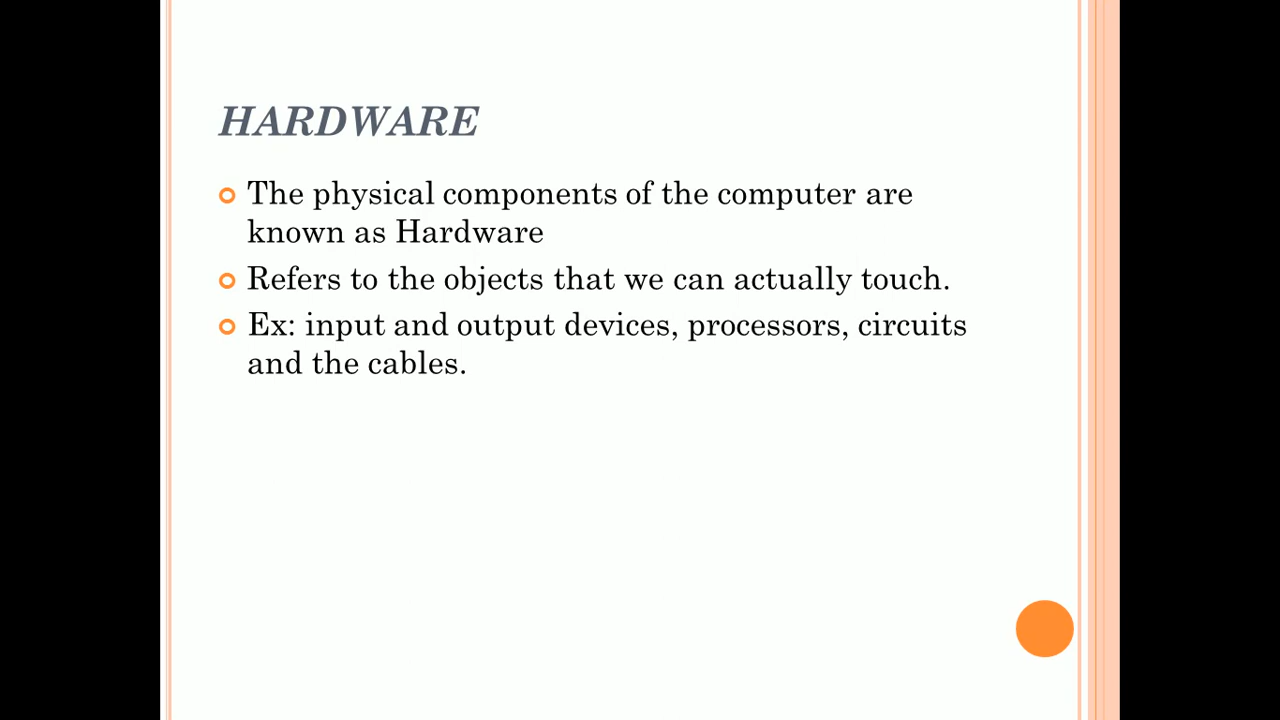 HARDWARE
The physical components of the computer are
known as Hardware
Refers to the objects that we can actually touch.
Ex: input and output devices, processors, circuits
and the cables.